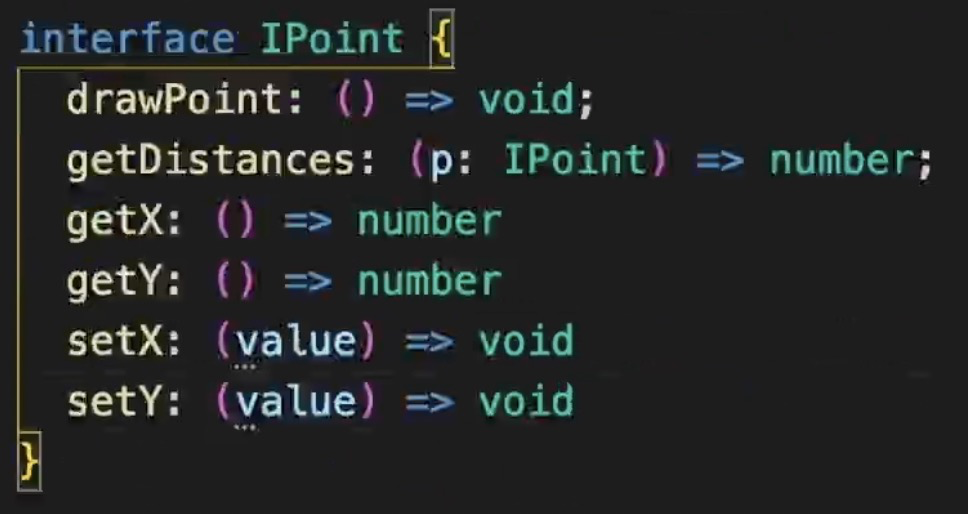 interface IPoint {
drawPoint: () => void;
getDistances: (p: IPoint) => number;
getX: () => number
getY: () => number
setX: (value) => void
setY: (value) => void
}